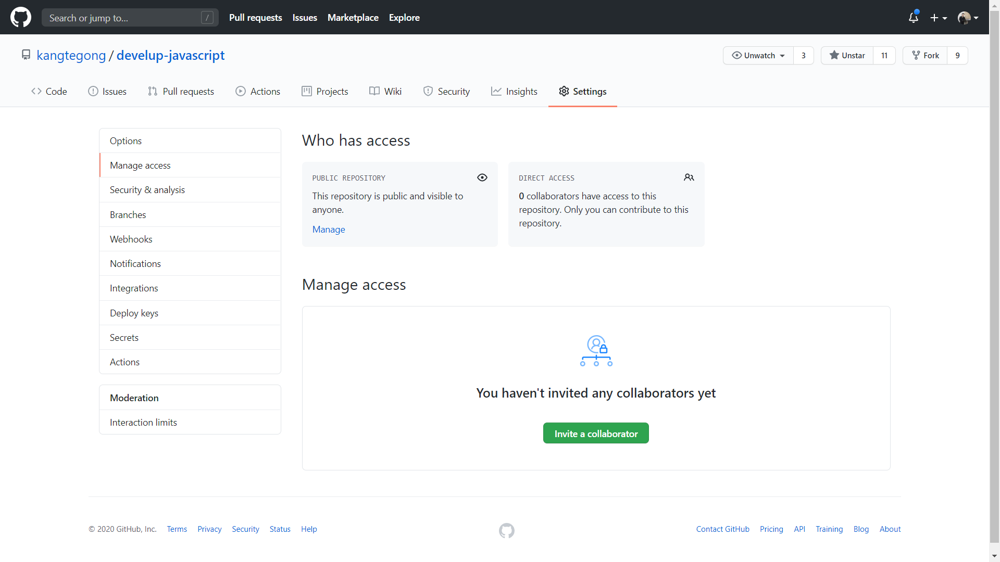 Search or jump to... /
Pull requests
Issues
Marketplace
Explore
kangtegong / develup-javascript
Unwatch 3
Unstar 11
Fork 9
Code
Issues
Pull requests
Actions
Projects
Wiki
Security
Insights
Settings
Options
Manage access
Security & analysis
Branches
Webhooks
Notifications
Integrations
Deploy keys
Secrets
Actions
Moderation
Interaction limits
Who has access
PUBLIC REPOSITORY
This repository is public and visible to
anyone.
Manage
DIRECT ACCESS
0 collaborators have access to this
repository. Only you can contribute to this
repository.
Manage access
You haven't invited any collaborators yet
Invite a collaborator
© 2020 GitHub, Inc.
Terms
Privacy
Security
Status
Help
Contact GitHub
Pricing
API
Training
Blog
About